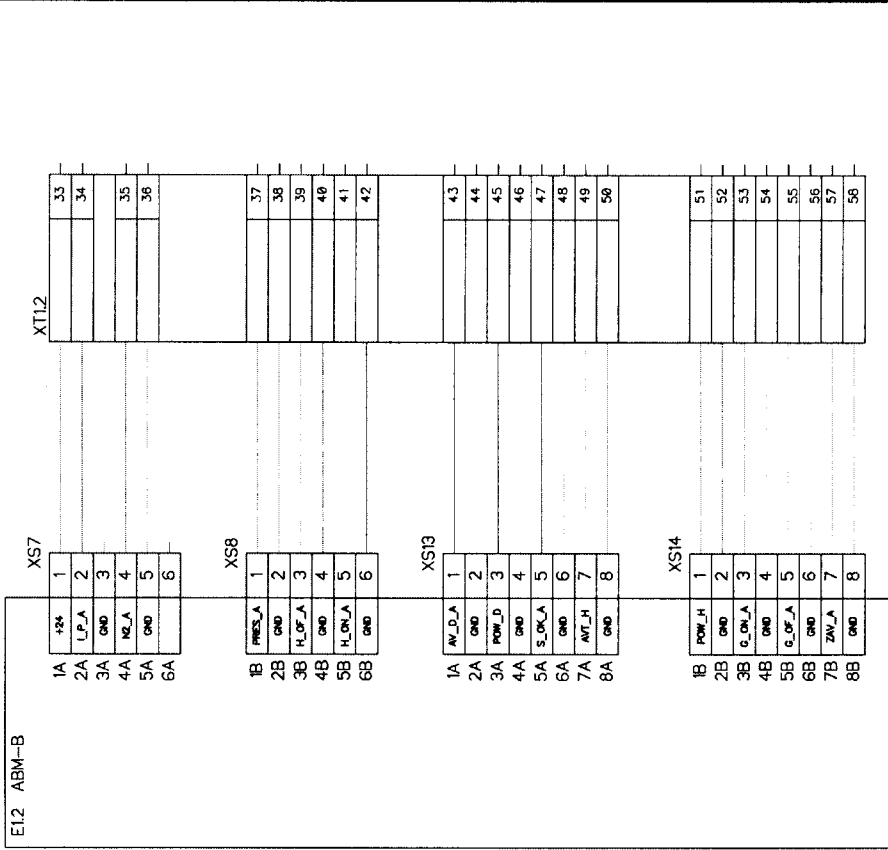 E1.2 ABM-B
XT1.2
XS7
1A +24 1 33
2A I_P_A 2 34
3A GND 3
4A N2_A 4 35
5A GND 5 36
6A 6
XS8
1B PRES_A 1 37
2B GND 2 38
3B H_OF_A 3 39
4B GND 4 40
5B H_ON_A 5 41
6B GND 6 42
XS13
1A AV_D_A 1 43
2A GND 2 44
3A POW_D 3 45
4A GND 4 46
5A S_OK_A 5 47
6A GND 6 48
7A AVT_H 7 49
8A GND 8 50
XS14
1B POW_H 1 51
2B GND 2 52
3B G_ON_A 3 53
4B GND 4 54
5B G_OF_A 5 55
6B GND 6 56
7B ZAV_A 7 57
8B GND 8 58